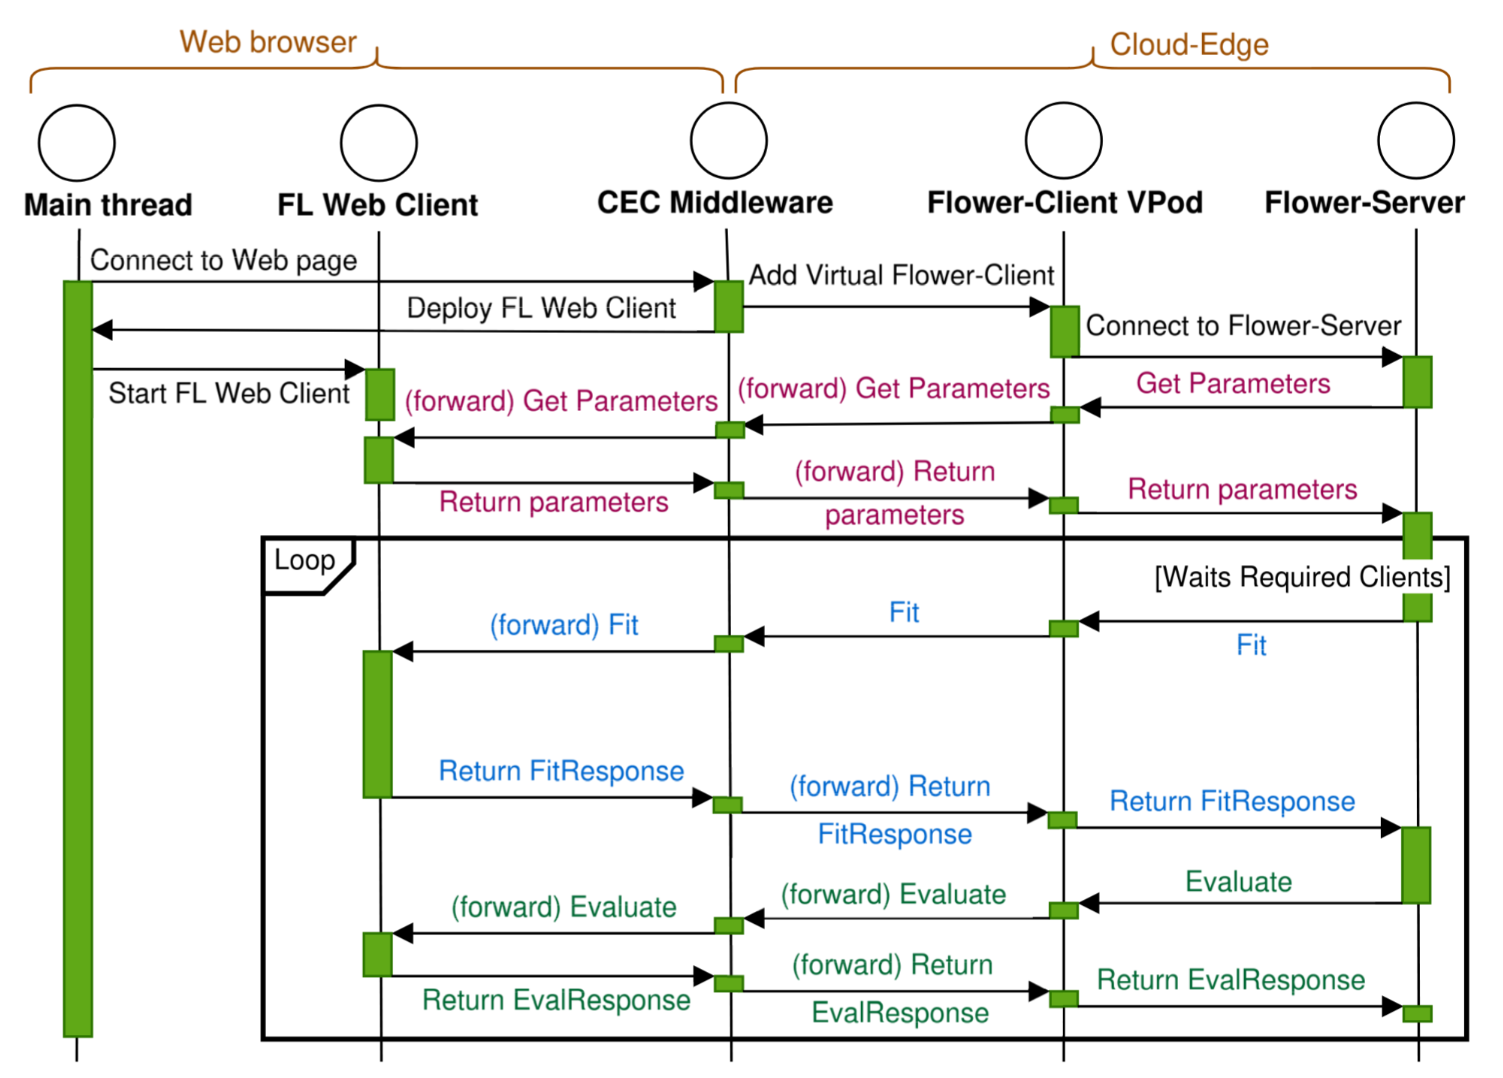 Web browser
Cloud-Edge
Main thread
FL Web Client
CEC Middleware
Flower-Client VPod
Flower-Server
Connect to Web page
Add Virtual Flower-Client
Deploy FL Web Client
Connect to Flower-Server
Start FL Web Client
(forward) Get Parameters
(forward) Get Parameters
Get Parameters
Return parameters
(forward) Return
parameters
Return parameters
Loop
[Waits Required Clients]
(forward) Fit
Fit
Fit
Return FitResponse
(forward) Return
FitResponse
Return FitResponse
Evaluate
(forward) Evaluate
(forward) Evaluate
Return EvalResponse
(forward) Return
EvalResponse
Return EvalResponse